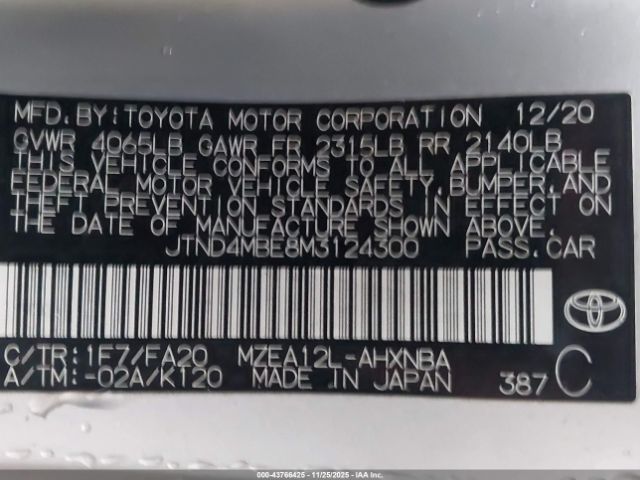 MFD.BY:TOYOTA MOTOR CORPORATION 12/20
GVWR 4065LB GAWR FR 2315LB RR 2140LB
THIS VEHICLE CONFORMS TO ALL APPLICABLE
FEDERAL MOTOR VEHICLE SAFETY,BUMPER,AND
THEFT PREVENTION STANDARDS IN EFFECT ON
THE DATE OF MANUFACTURE SHOWN ABOVE.
JTND4MBE8M3124300 PASS.CAR
C/TR:1F7/FA20 MZEA12L-AHXNBA
A/TM:-02A/K120 MADE IN JAPAN 387 C
000-43766425 - 11/25/2025 - IAA Inc.